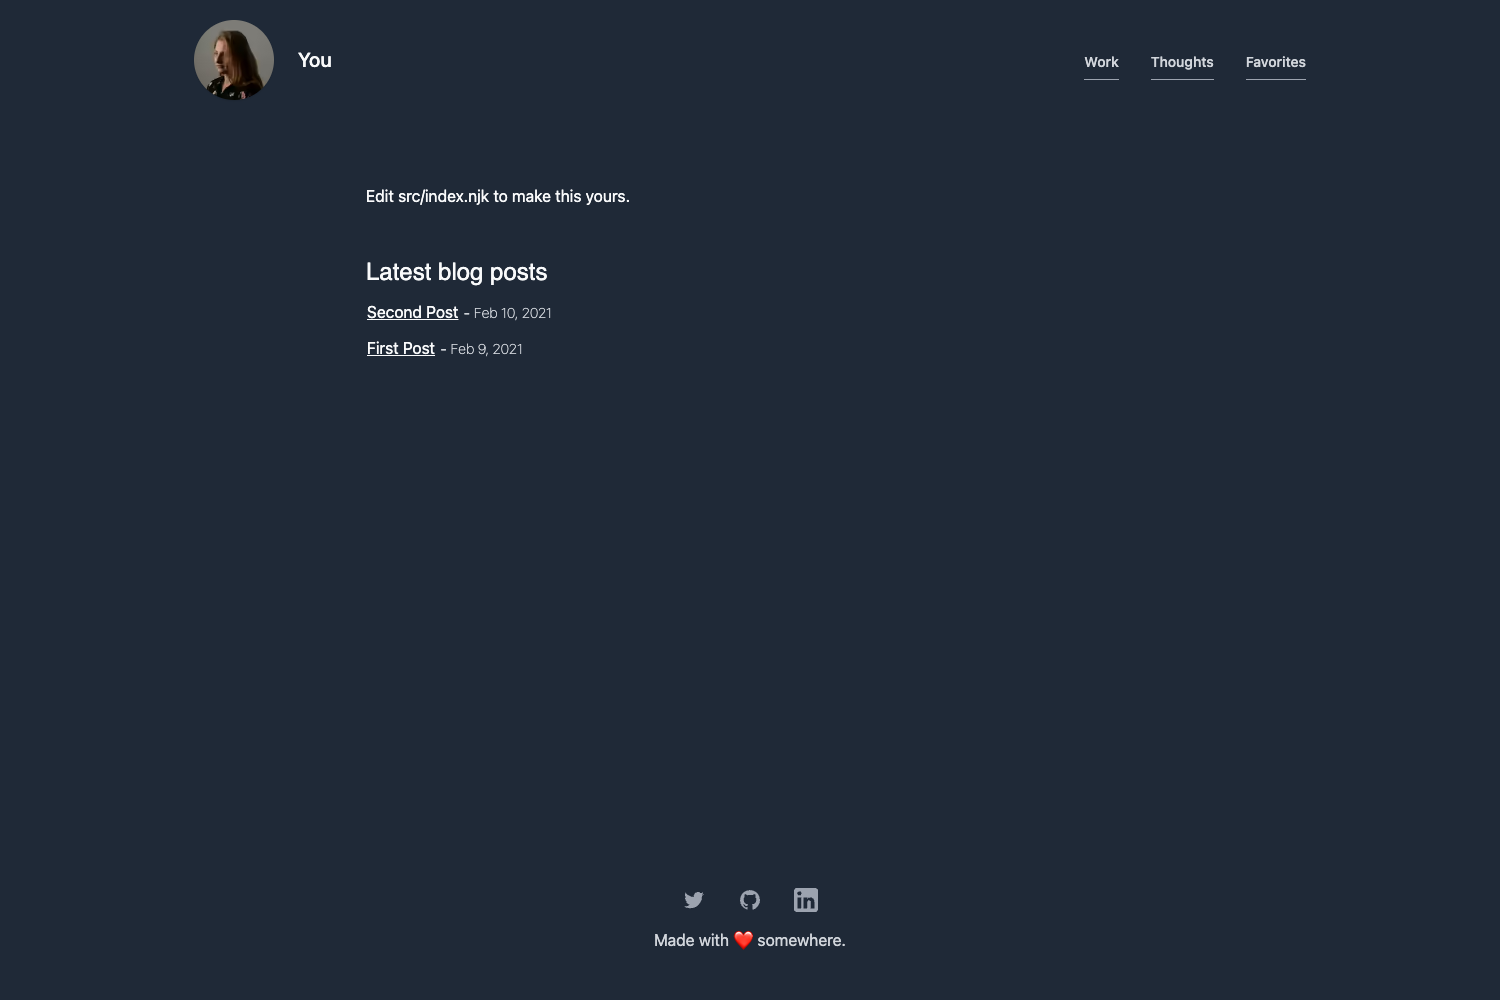 You
Work
Thoughts
Favorites
Edit src/index.njk to make this yours.
Latest blog posts
Second Post - Feb 10, 2021
First Post - Feb 9, 2021
Made with ❤️ somewhere.